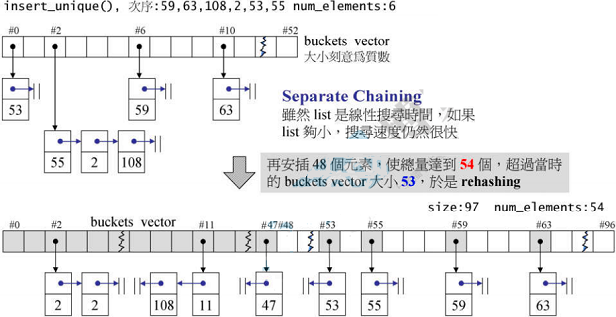 insert_unique(), 次序:59,63,108,2,53,55 num_elements:6
#0 #2 #6 #10 #52
buckets vector
大小刻意爲質數
53 59 63
55 2 108
Separate Chaining
雖然 list 是線性搜尋時間，如果
list 夠小，搜尋速度仍然很快
再安插 48 個元素，使總量達到 54 個，超過當時
的 buckets vector 大小 53，於是 rehashing
size:97 num_elements:54
buckets vector
#0 #2 #11 #47 #48 #53 #55 #59 #63 #96
2 2 108 11 47 53 55 59 63